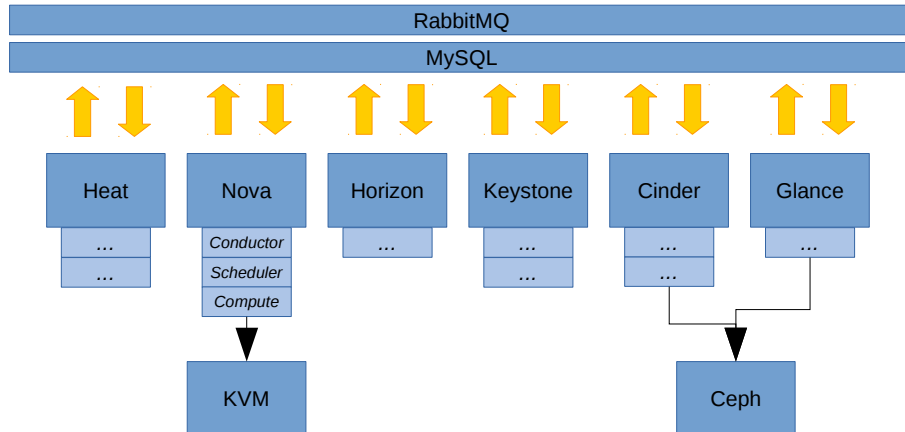 RabbitMQ
MySQL
Heat
Nova
Horizon
Keystone
Cinder
Glance
...
Conductor
...
...
...
...
...
Scheduler
...
...
Compute
KVM
Ceph